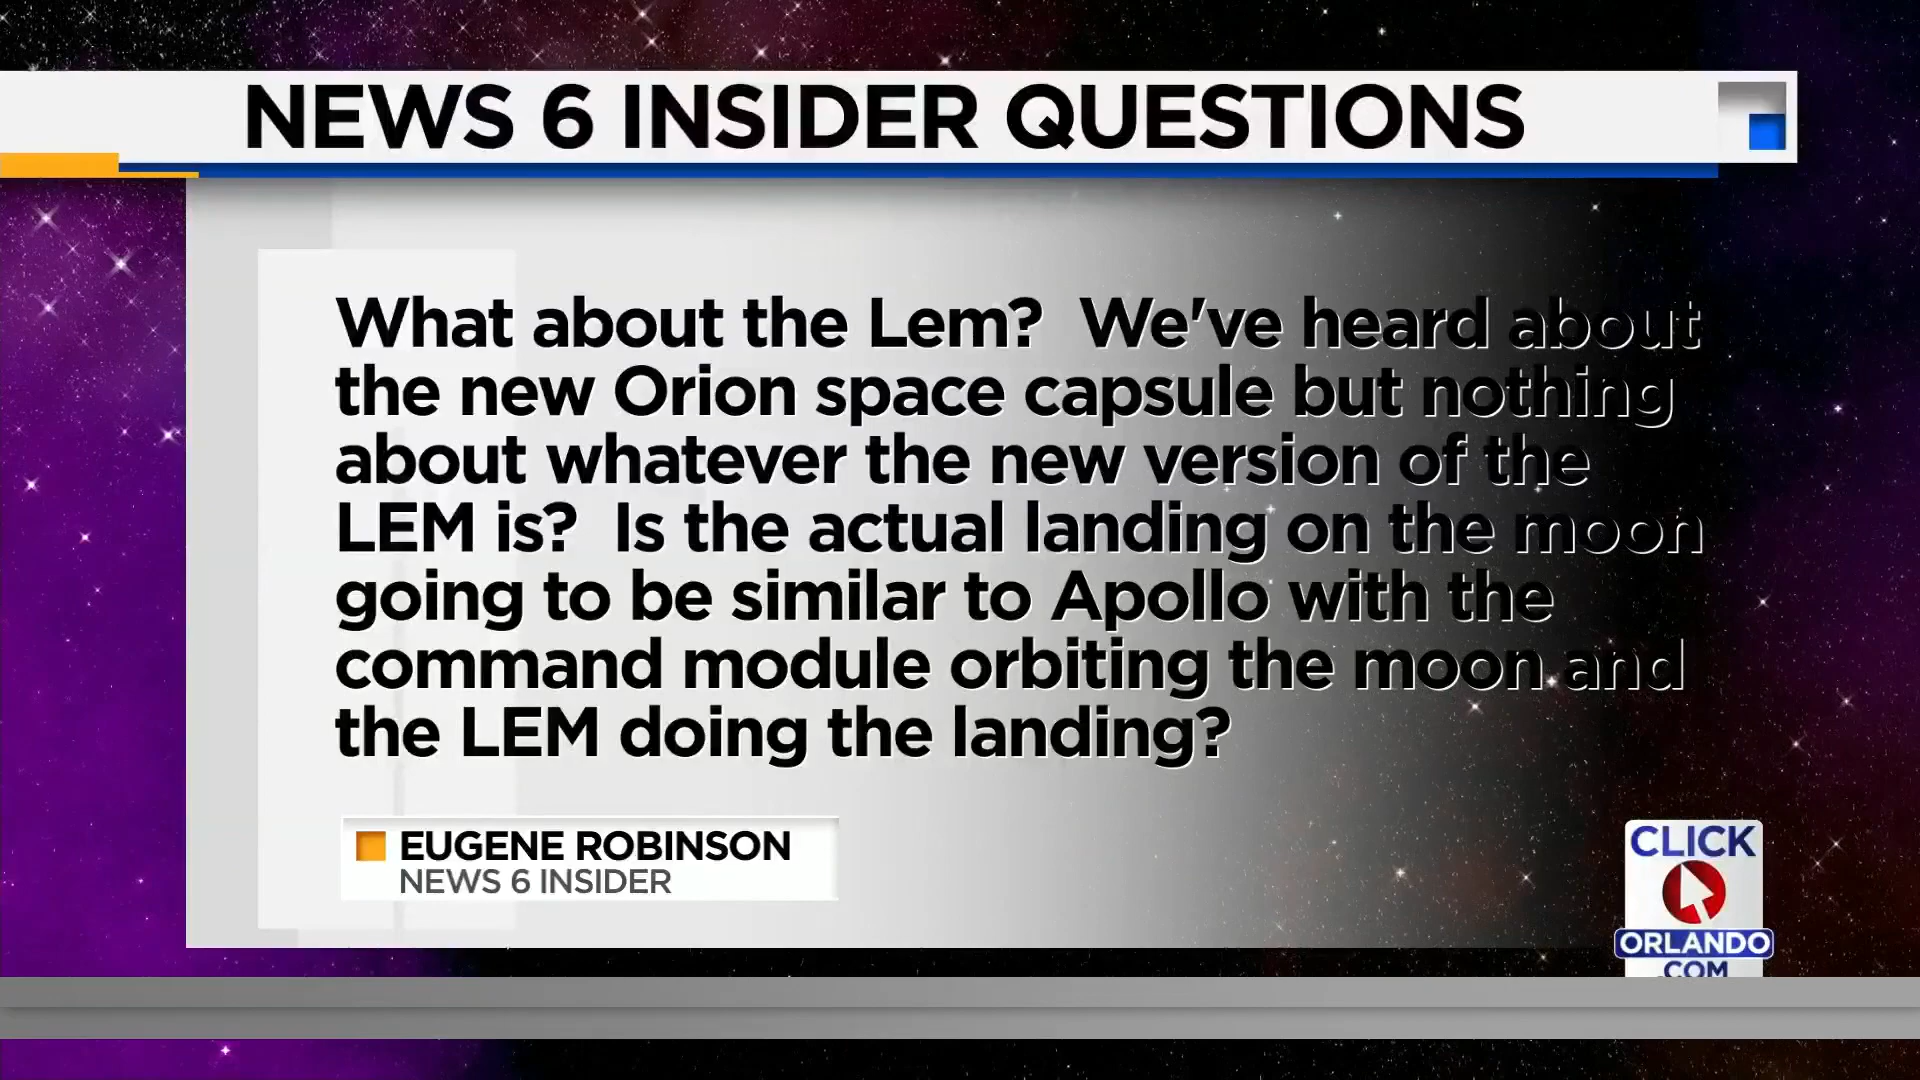 NEWS 6 INSIDER QUESTIONS
What about the Lem?  We've heard about
the new Orion space capsule but nothing
about whatever the new version of the
LEM is?  Is the actual landing on the moon
going to be similar to Apollo with the
command module orbiting the moon and
the LEM doing the landing?
EUGENE ROBINSON
NEWS 6 INSIDER
CLICK
ORLANDO
.COM